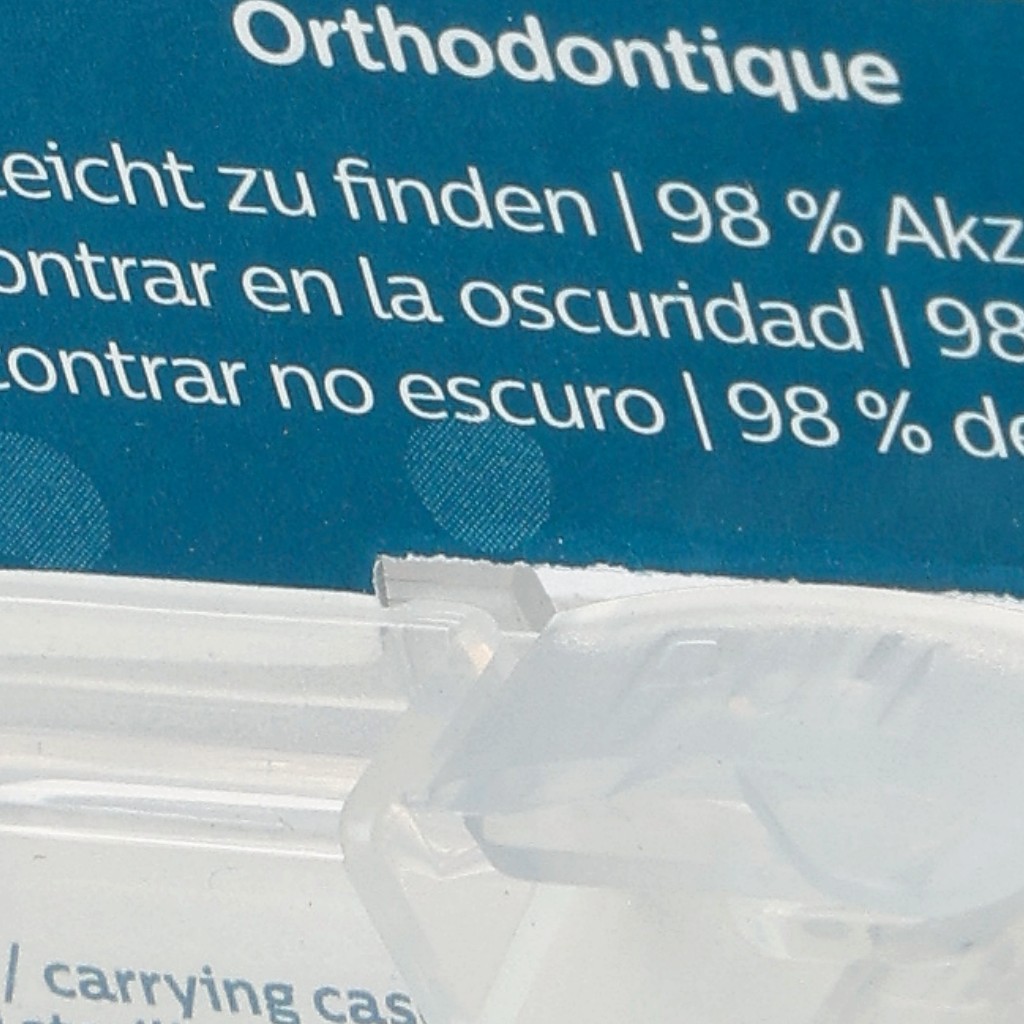 Orthodontique
Leicht zu finden | 98 % Akz
ontrar en la oscuridad | 98
contrar no escuro | 98 % de
/ carrying cas